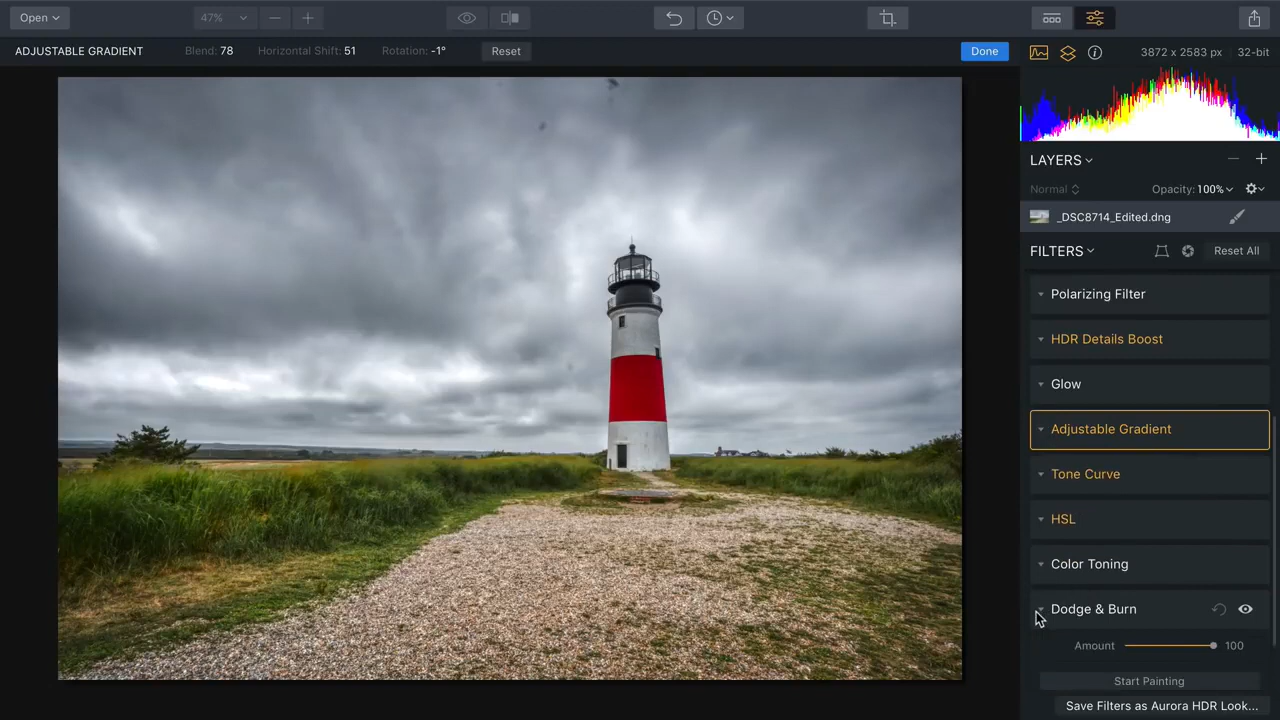 Open
47%
ADJUSTABLE GRADIENT Blend: 78 Horizontal Shift: 51 Rotation: -1° Reset Done
3872 x 2583 px 32-bit
LAYERS
Normal Opacity: 100%
_DSC8714_Edited.dng
FILTERS Reset All
Polarizing Filter
HDR Details Boost
Glow
Adjustable Gradient
Tone Curve
HSL
Color Toning
Dodge & Burn
Amount 100
Start Painting
Save Filters as Aurora HDR Look...